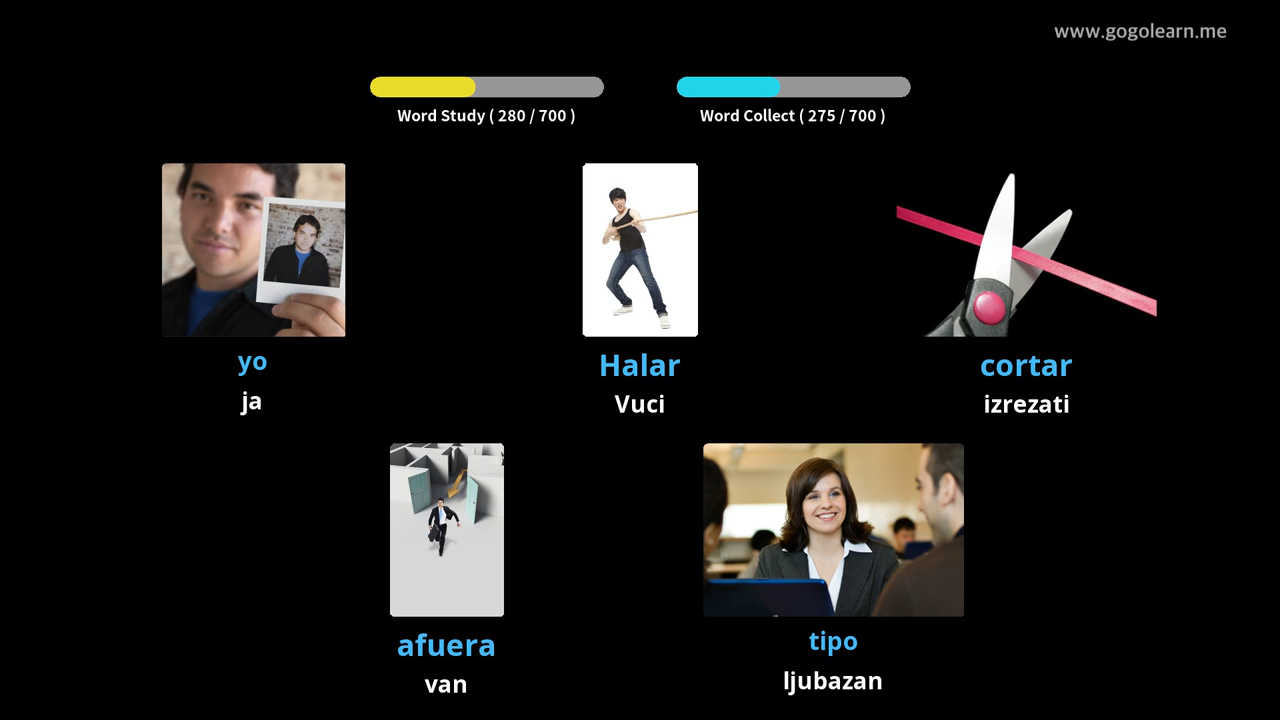 www.gogolearn.me
Word Study ( 280 / 700 )
Word Collect ( 275 / 700 )
yo
ja
Halar
Vuci
cortar
izrezati
afuera
van
tipo
ljubazan